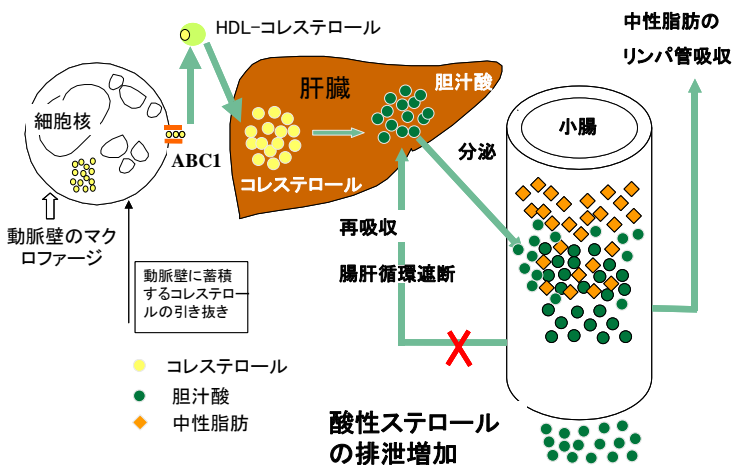 HDL-コレステロール
中性脂肪の
リンパ管吸収
肝臓
胆汁酸
細胞核
ABC1
小腸
コレステロール
分泌
動脈壁のマク
ロファージ
再吸収
腸肝循環遮断
動脈壁に蓄積
するコレステロー
ルの引き抜き
コレステロール
胆汁酸
中性脂肪
酸性ステロール
の排泄増加